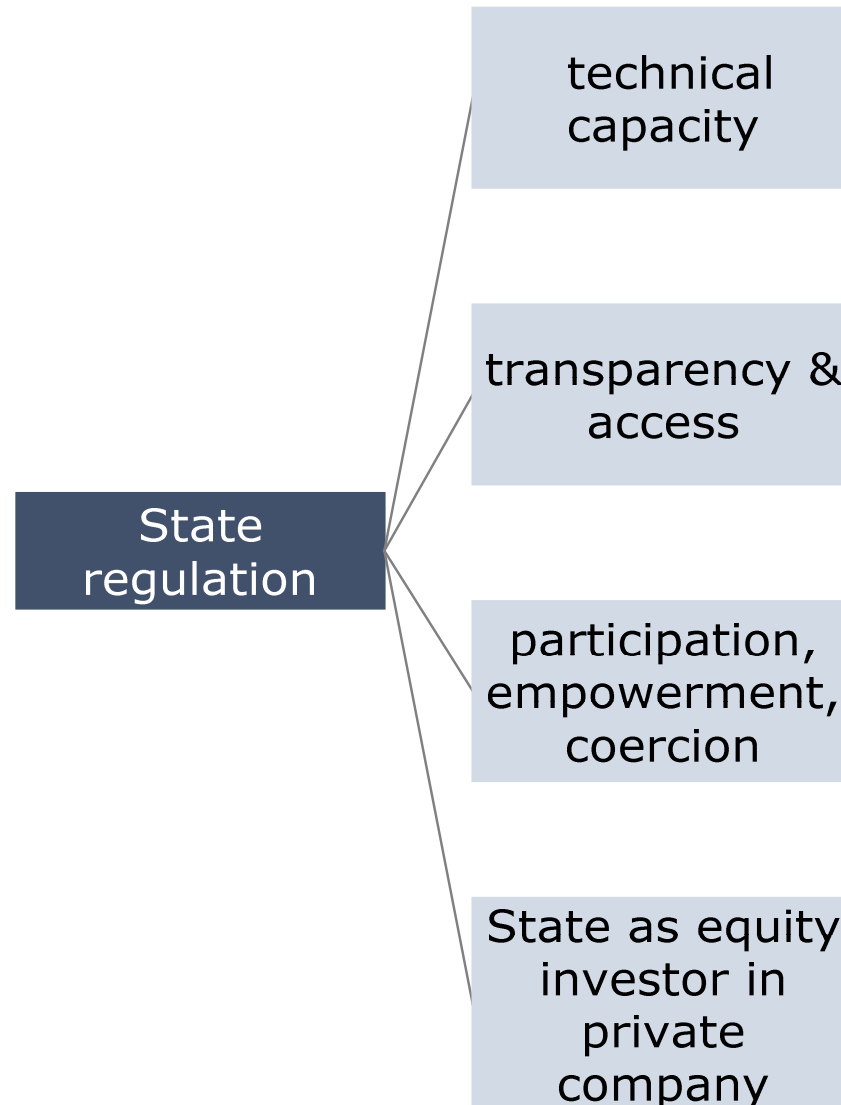 technical
capacity
transparency &
access
State
regulation
participation,
empowerment,
coercion
State as equity
investor in
private
company